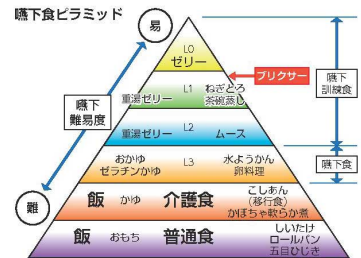 嚥下食ピラミッド
易
L0
ゼリー
ブリクサー
L1
重湯ゼリー
ねぎとろ
茶碗蒸し
嚥下
訓練食
嚥下
難易度
L2
重湯ゼリー
ムース
おかゆ
ゼラチンかゆ
L3
水ようかん
卵料理
嚥下食
難
飯
かゆ
介護食
こしあん
(移行食)
かぼちゃ軟らか煮
飯
おもち
普通食
しいたけ
ロールパン
五目ひじき